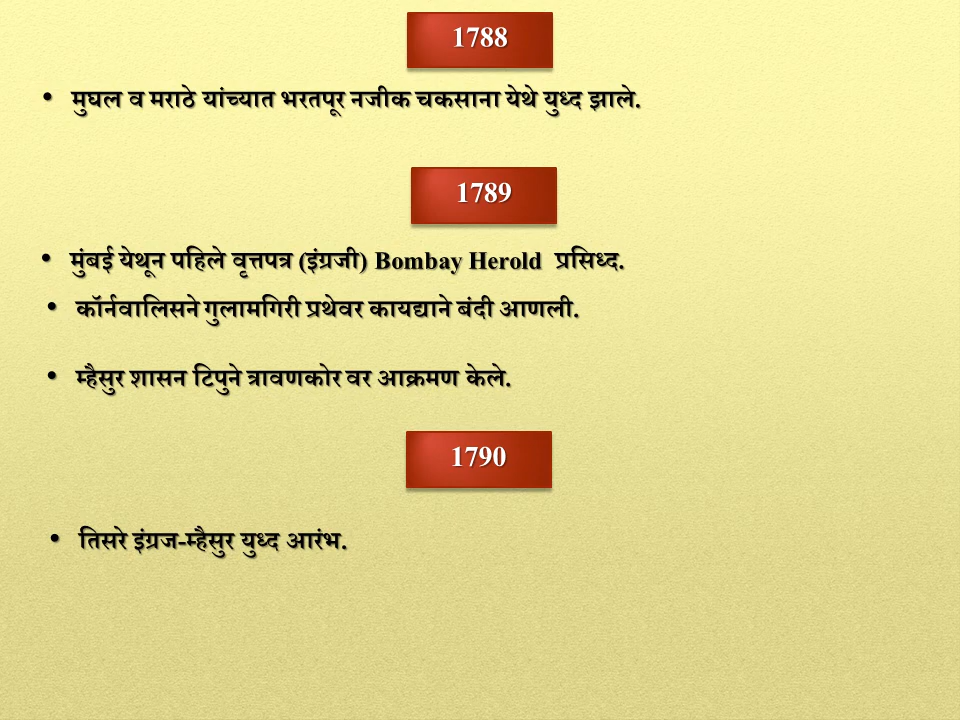 1788
• मुघल व मराठे यांच्यात भरतपूर नजीक चकसाना येथे युध्द झाले.
1789
• मुंबई येथून पहिले वृत्तपत्र (इंग्रजी) Bombay Herold प्रसिध्द.
• कॉर्नवालिसने गुलामगिरी प्रथेवर कायद्याने बंदी आणली.
• म्हैसुर शासन टिपुने त्रावणकोर वर आक्रमण केले.
1790
• तिसरे इंग्रज-म्हैसुर युध्द आरंभ.